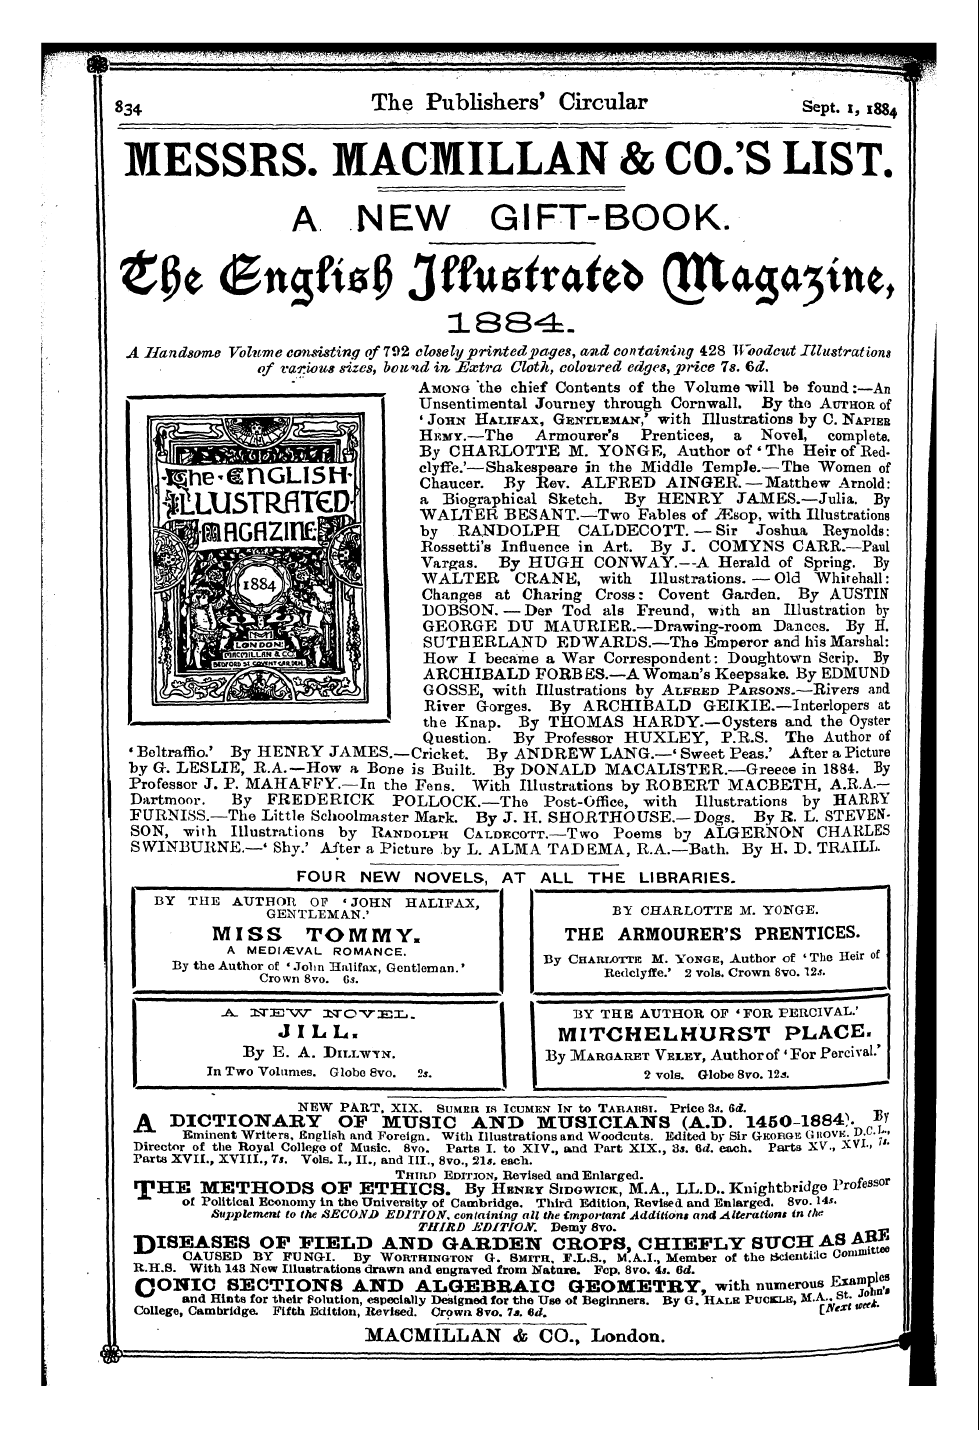 834 The Publishers' Circular Sept. 1, 1884
MESSRS. MACMILLAN & CO.'S LIST.
A NEW GIFT-BOOK.
The English Illustrated Magazine,
1884.
A Handsome Volume consisting of 792 closely printed pages, and containing 428 Woodcut Illustrations
of various sizes, bound in Extra Cloth, coloured edges, price 7s. 6d.
The · ENGLISH
ILLUSTRATED
MAGAZINE
1884
LONDON:
MACMILLAN & CO.
BEDFORD ST. COVENT GARDEN.
AMONG the chief Contents of the Volume will be found:—An
Unsentimental Journey through Cornwall. By the AUTHOR of
'JOHN HALIFAX, GENTLEMAN,' with Illustrations by C. NAPIER
HEMY.—The Armourer's Prentices, a Novel, complete.
By CHARLOTTE M. YONGE, Author of 'The Heir of Red-
clyffe.'—Shakespeare in the Middle Temple.—The Women of
Chaucer. By Rev. ALFRED AINGER.—Matthew Arnold:
a Biographical Sketch. By HENRY JAMES.—Julia. By
WALTER BESANT.—Two Fables of Æsop, with Illustrations
by RANDOLPH CALDECOTT.—Sir Joshua Reynolds:
Rossetti's Influence in Art. By J. COMYNS CARR.—Paul
Vargas. By HUGH CONWAY.--A Herald of Spring. By
WALTER CRANE, with Illustrations.—Old Whitehall:
Changes at Charing Cross: Covent Garden. By AUSTIN
DOBSON.—Der Tod als Freund, with an Illustration by
GEORGE DU MAURIER.—Drawing-room Dances. By H.
SUTHERLAND EDWARDS.—The Emperor and his Marshal:
How I became a War Correspondent: Doughtown Scrip. By
ARCHIBALD FORBES.—A Woman's Keepsake. By EDMUND
GOSSE, with Illustrations by ALFRED PARSONS.—Rivers and
River Gorges. By ARCHIBALD GEIKIE.—Interlopers at
the Knap. By THOMAS HARDY.—Oysters and the Oyster
Question. By Professor HUXLEY, P.R.S. The Author of
'Beltraffio.' By HENRY JAMES.—Cricket. By ANDREW LANG.—'Sweet Peas.' After a Picture
by G. LESLIE, R.A.—How a Bone is Built. By DONALD MACALISTER.—Greece in 1884. By
Professor J. P. MAHAFFY.—In the Fens. With Illustrations by ROBERT MACBETH, A.R.A.—
Dartmoor. By FREDERICK POLLOCK.—The Post-Office, with Illustrations by HARRY
FURNISS.—The Little Schoolmaster Mark. By J. H. SHORTHOUSE.—Dogs. By R. L. STEVEN-
SON, with Illustrations by RANDOLPH CALDECOTT.—Two Poems by ALGERNON CHARLES
SWINBURNE.—'Shy.' After a Picture by L. ALMA TADEMA, R.A.—Bath. By H. D. TRAILL.
FOUR NEW NOVELS, AT ALL THE LIBRARIES.
BY THE AUTHOR OF 'JOHN HALIFAX,
GENTLEMAN.'
MISS TOMMY.
A MEDIÆVAL ROMANCE.
By the Author of 'John Halifax, Gentleman.'
Crown 8vo. 6s.
BY CHARLOTTE M. YONGE.
THE ARMOURER'S PRENTICES.
By CHARLOTTE M. YONGE, Author of 'The Heir of
Redclyffe.' 2 vols. Crown 8vo. 12s.
A NEW NOVEL.
JILL.
By E. A. DILLWYN.
In Two Volumes. Globe 8vo. 2s.
BY THE AUTHOR OF 'FOR PERCIVAL.'
MITCHELHURST PLACE.
By MARGARET VELEY, Author of 'For Percival.'
2 vols. Globe 8vo. 12s.
NEW PART, XIX. SUMER IS ICUMEN IN to TARARSI. Price 3s. 6d.
A DICTIONARY OF MUSIC AND MUSICIANS (A.D. 1450-1884). By
Eminent Writers, English and Foreign. With Illustrations and Woodcuts. Edited by Sir GEORGE GROVE, D.C.L.,
Director of the Royal College of Music. 8vo. Parts I. to XIV., and Part XIX., 3s. 6d. each. Parts XV., XVI., 7s.
Parts XVII., XVIII., 7s. Vols. I., II., and III., 8vo., 21s. each.
THIRD EDITION, Revised and Enlarged.
THE METHODS OF ETHICS. By HENRY SIDGWICK, M.A., LL.D., Knightbridge Professor
of Political Economy in the University of Cambridge. Third Edition, Revised and Enlarged. 8vo. 14s.
Supplement to the SECOND EDITION, containing all the important Additions and Alterations in the
THIRD EDITION. Demy 8vo.
DISEASES OF FIELD AND GARDEN CROPS, CHIEFLY SUCH AS ARE
CAUSED BY FUNGI. By WORTHINGTON G. SMITH, F.L.S., M.A.I., Member of the Scientific Committee
R.H.S. With 143 New Illustrations drawn and engraved from Nature. Fop. 8vo. 4s. 6d.
CONIC SECTIONS AND ALGEBRAIC GEOMETRY, with numerous Examples
and Hints for their Folution, especially Designed for the Use of Beginners. By G. HALE PUCKLE, M.A., St. John's
College, Cambridge. Fifth Edition, Revised. Crown 8vo. 7s. 6d. [Next week.
MACMILLAN & CO., London.